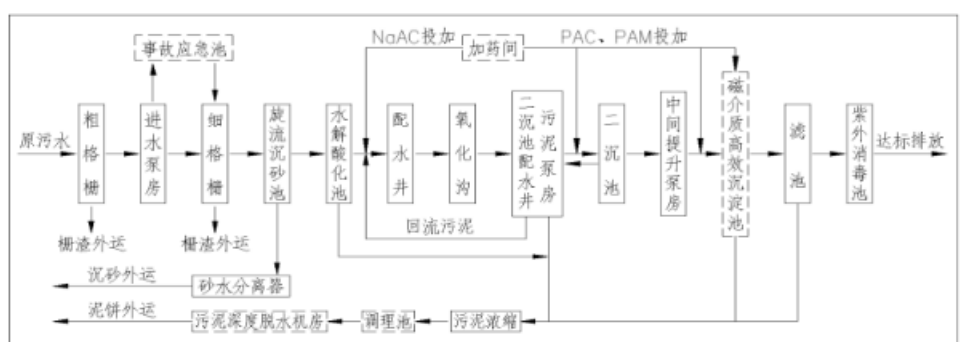 NaAC投加
加药间
PAC、PAM投加
事故应急池
原污水
粗格栅
进水泵房
细格栅
旋流沉砂池
水解酸化池
配水井
氧化沟
二沉池配水井
污泥泵房
二沉池
中间提升泵房
磁介质高效沉淀池
滤池
紫外消毒池
达标排放
栅渣外运
栅渣外运
回流污泥
沉砂外运
砂水分离器
泥饼外运
污泥深度脱水机房
调理池
污泥浓缩